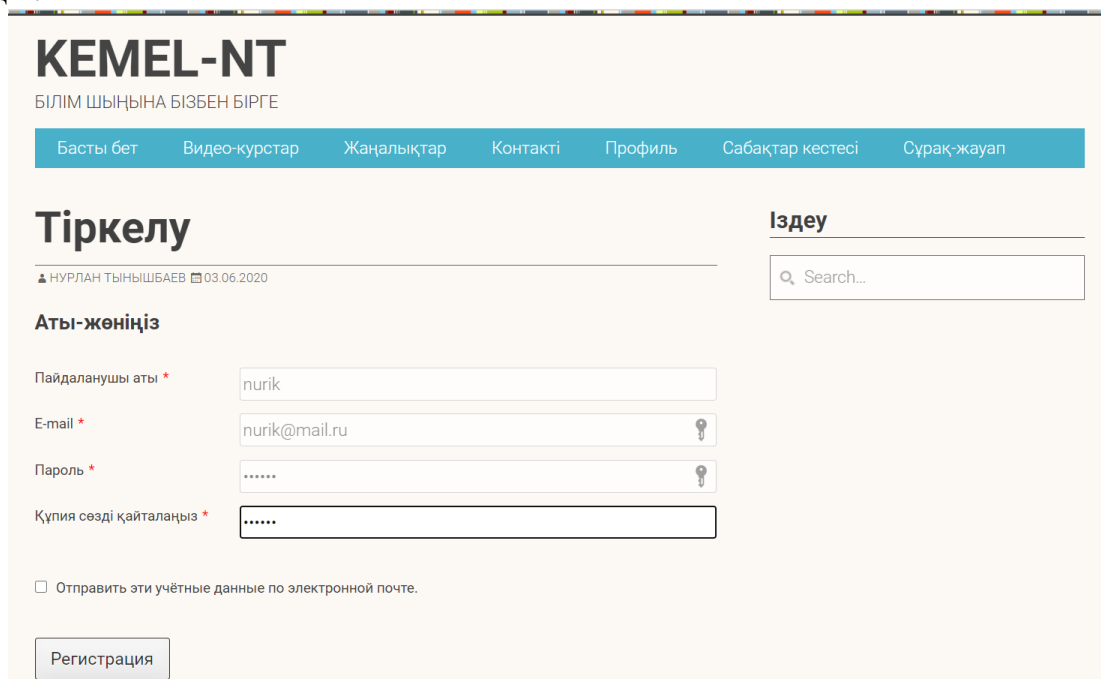 KEMEL-NT
БІЛІМ ШЫҢЫНА БІЗБЕН БІРГЕ
Басты бет Видео-курстар Жаңалықтар Контакті Профиль Сабақтар кестесі Сұрақ-жауап
Тіркелу
НУРЛАН ТЫНЫШБАЕВ 03.06.2020
Аты-жөніңіз
Пайдаланушы аты * nurik
E-mail * nurik@mail.ru
Пароль * ••••••
Құпия сөзді қайталаңыз * ••••••
Отправить эти учётные данные по электронной почте.
Регистрация
Іздеу
Search...